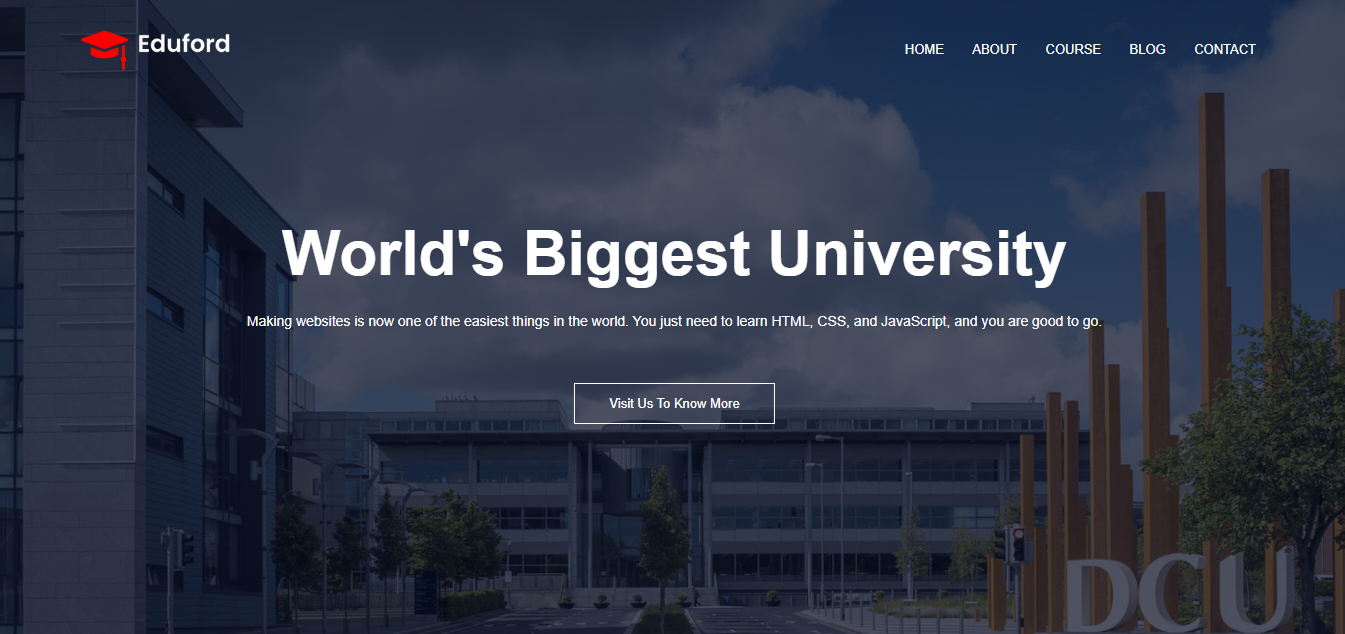 Eduford
HOME ABOUT COURSE BLOG CONTACT
World's Biggest University
Making websites is now one of the easiest things in the world. You just need to learn HTML, CSS, and JavaScript, and you are good to go.
Visit Us To Know More
DCU